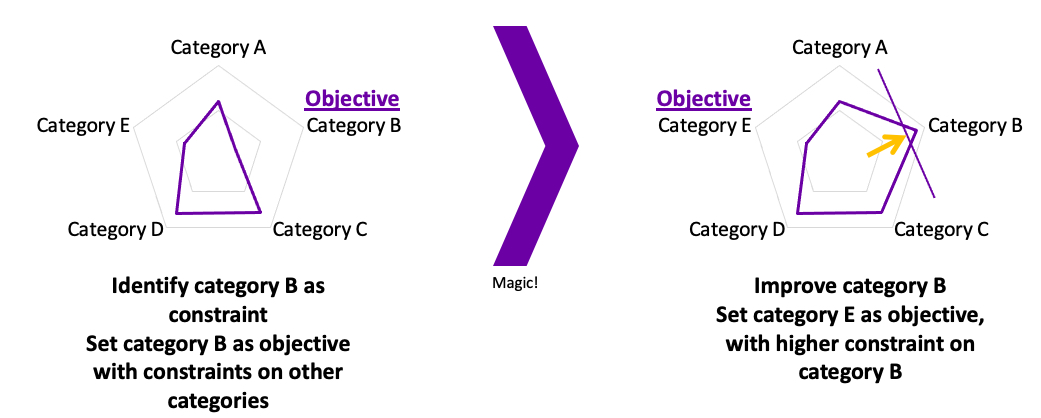 Category A
Objective
Category E
Category B
Category D
Category C
Identify category B as
constraint
Set category B as objective
with constraints on other
categories
Magic!
Category A
Objective
Category E
Category B
Category D
Category C
Improve category B
Set category E as objective,
with higher constraint on
category B